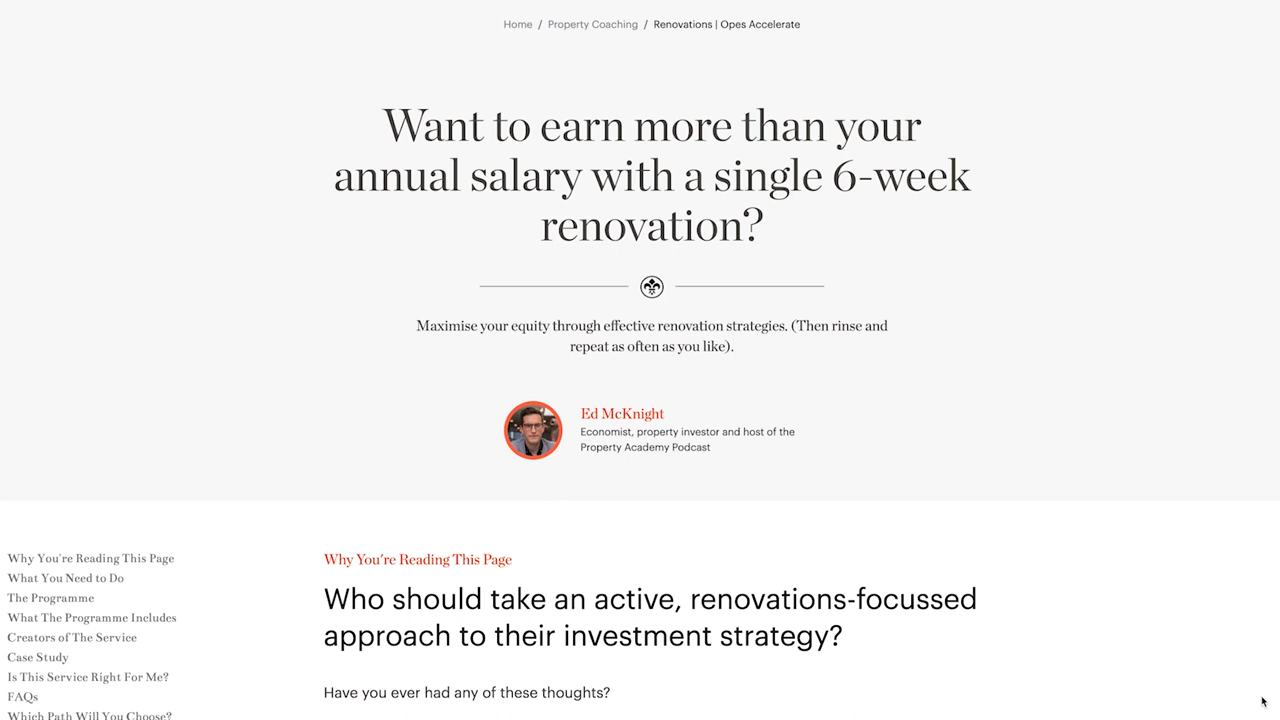 Home / Property Coaching / Renovations | Opes Accelerate
Want to earn more than your
annual salary with a single 6-week
renovation?
Maximise your equity through effective renovation strategies. (Then rinse and
repeat as often as you like).
Ed McKnight
Economist, property investor and host of the
Property Academy Podcast
Why You're Reading This Page
What You Need to Do
The Programme
What The Programme Includes
Creators of The Service
Case Study
Is This Service Right For Me?
FAQs
Which Path Will You Choose?
Why You're Reading This Page
Who should take an active, renovations-focussed
approach to their investment strategy?
Have you ever had any of these thoughts?